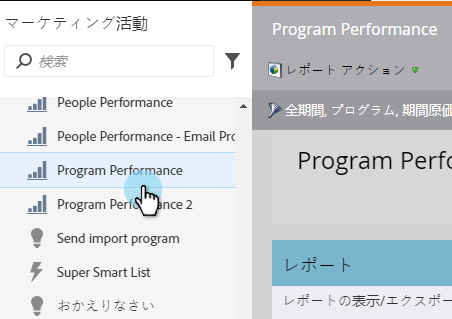 マーケティング活動
検索
People Performance
People Performance - Email Pro
Program Performance
Program Performance 2
Send import program
Super Smart List
おかえりなさい
Program Performance
レポート アクション
全期間, プログラム, 期間原価
Program Perfo
レポート
レポートの表示/エクスポー